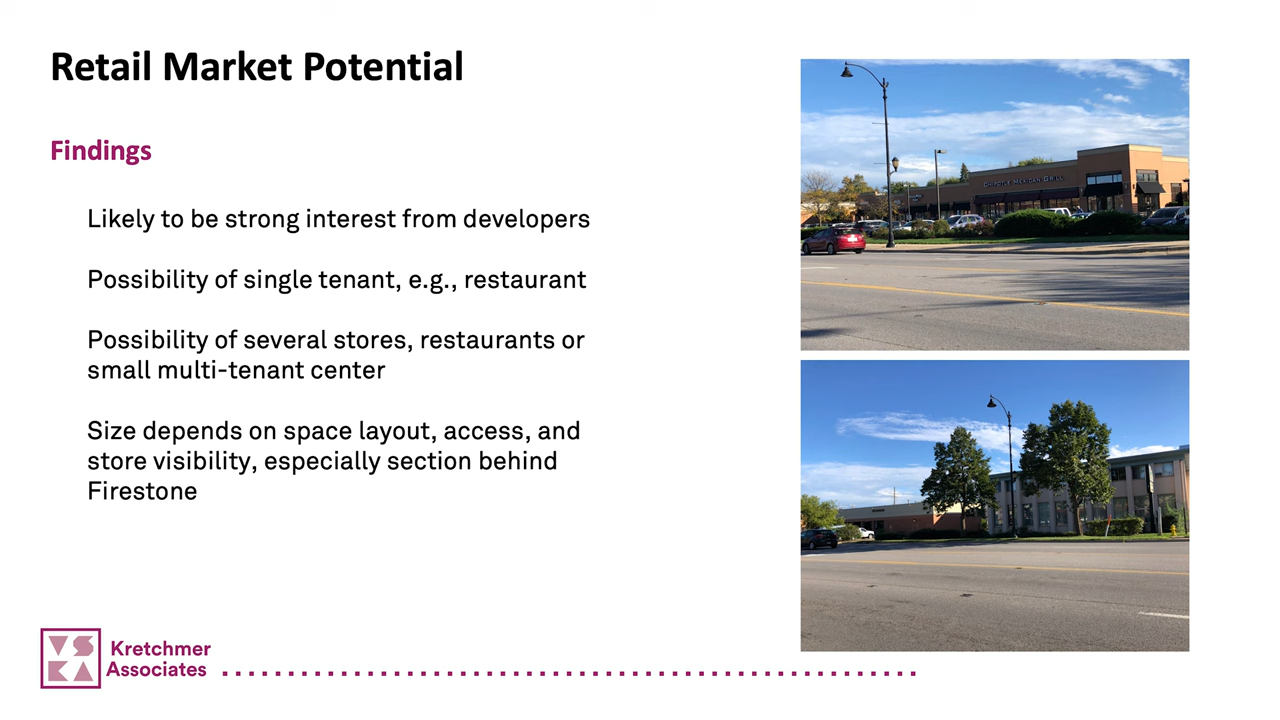 Retail Market Potential
Findings
Likely to be strong interest from developers
Possibility of single tenant, e.g., restaurant
Possibility of several stores, restaurants or
small multi-tenant center
Size depends on space layout, access, and
store visibility, especially section behind
Firestone
CHIPOTLE MEXICAN GRILL
VS
KA
Kretchmer
Associates